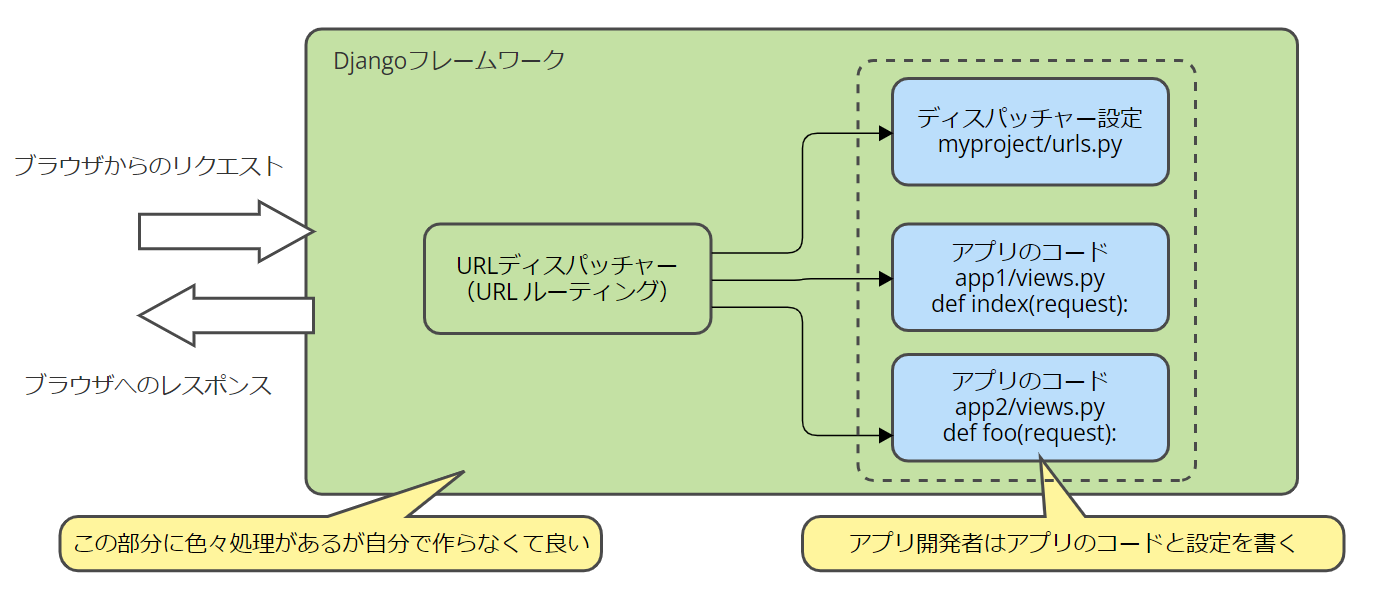 Djangoフレームワーク
ブラウザからのリクエスト
ブラウザへのレスポンス
URLディスパッチャー
（URL ルーティング）
ディスパッチャー設定
myproject/urls.py
アプリのコード
app1/views.py
def index(request):
アプリのコード
app2/views.py
def foo(request):
この部分に色々処理があるが自分で作らなくて良い
アプリ開発者はアプリのコードと設定を書く